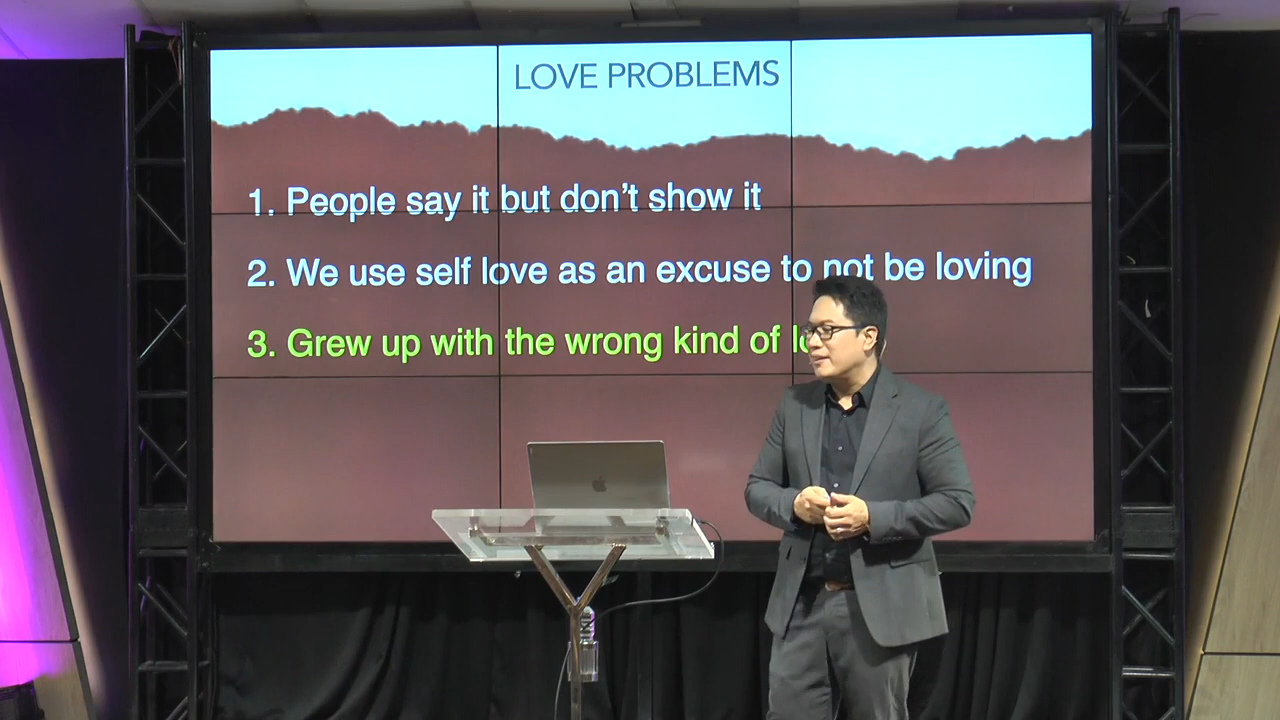 LOVE PROBLEMS
1. People say it but don't show it
2. We use self love as an excuse to not be loving
3. Grew up with the wrong kind of